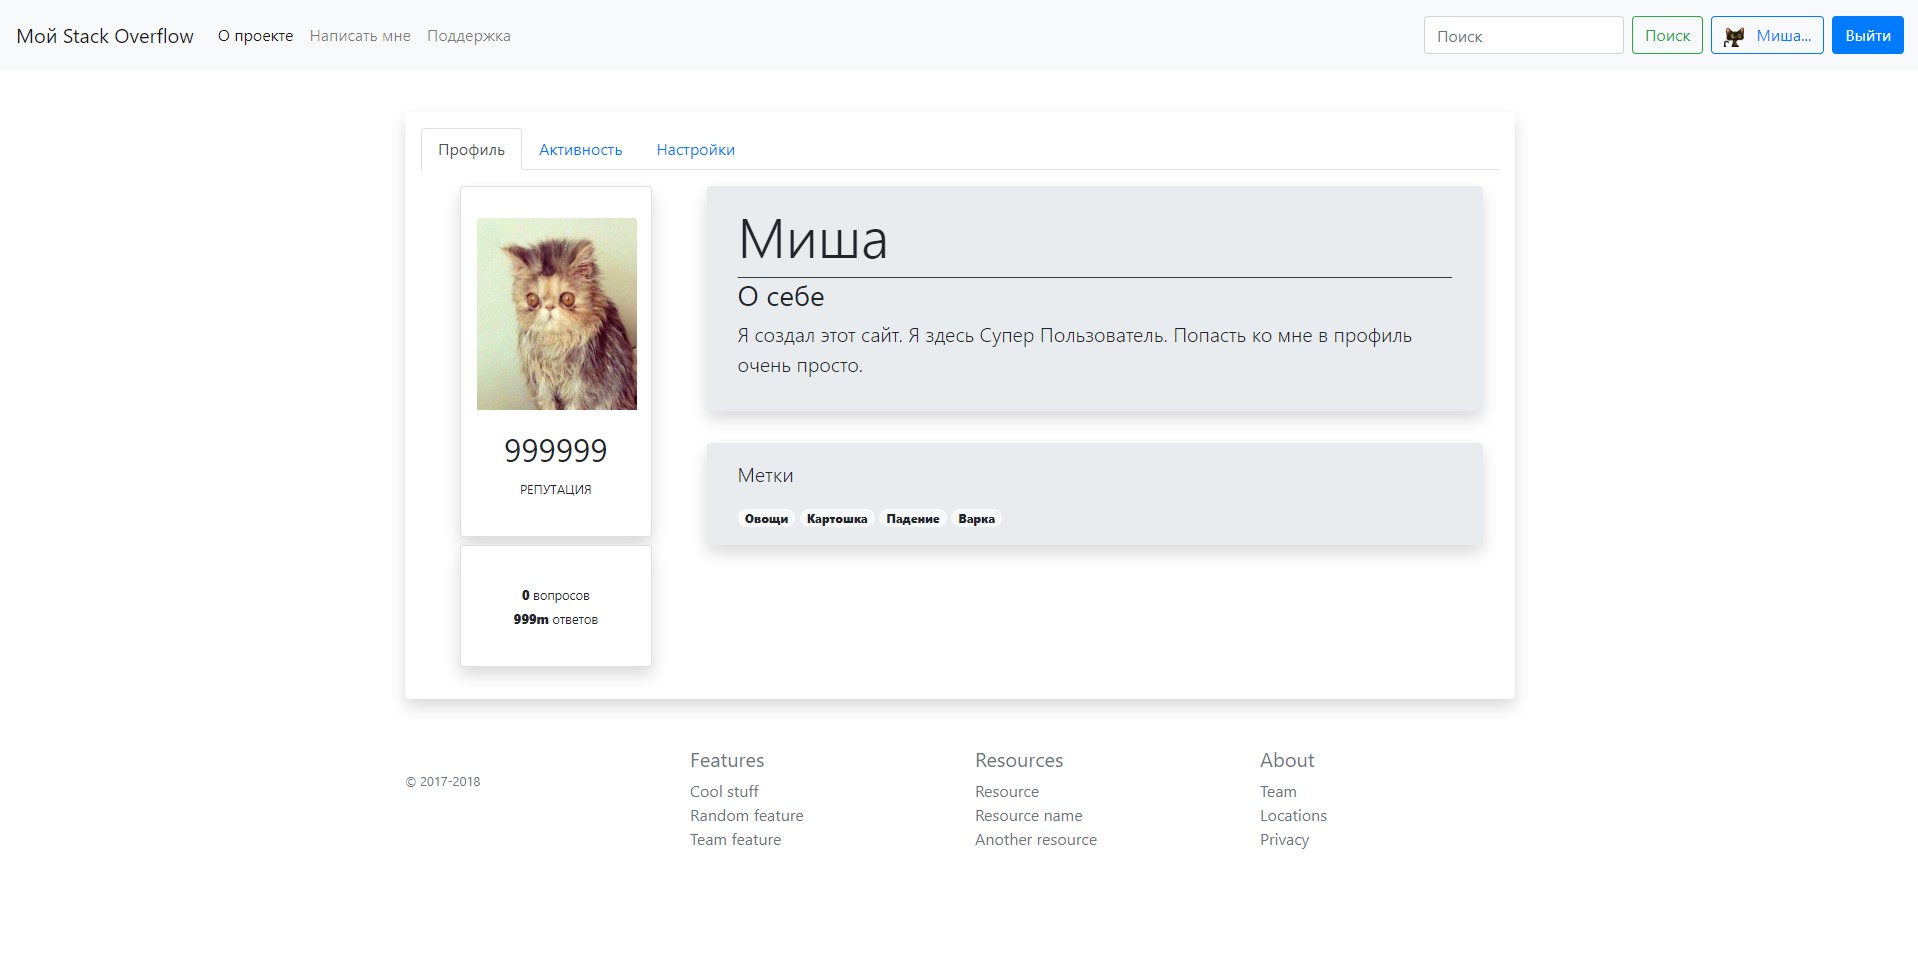 Мой Stack Overflow О проекте Написать мне Поддержка Поиск Поиск Миша... Выйти
Профиль Активность Настройки
999999
РЕПУТАЦИЯ
0 вопросов
999m ответов
Миша
О себе
Я создал этот сайт. Я здесь Супер Пользователь. Попасть ко мне в профиль
очень просто.
Метки
Овощи Картошка Падение Варка
© 2017-2018
Features
Cool stuff
Random feature
Team feature
Resources
Resource
Resource name
Another resource
About
Team
Locations
Privacy